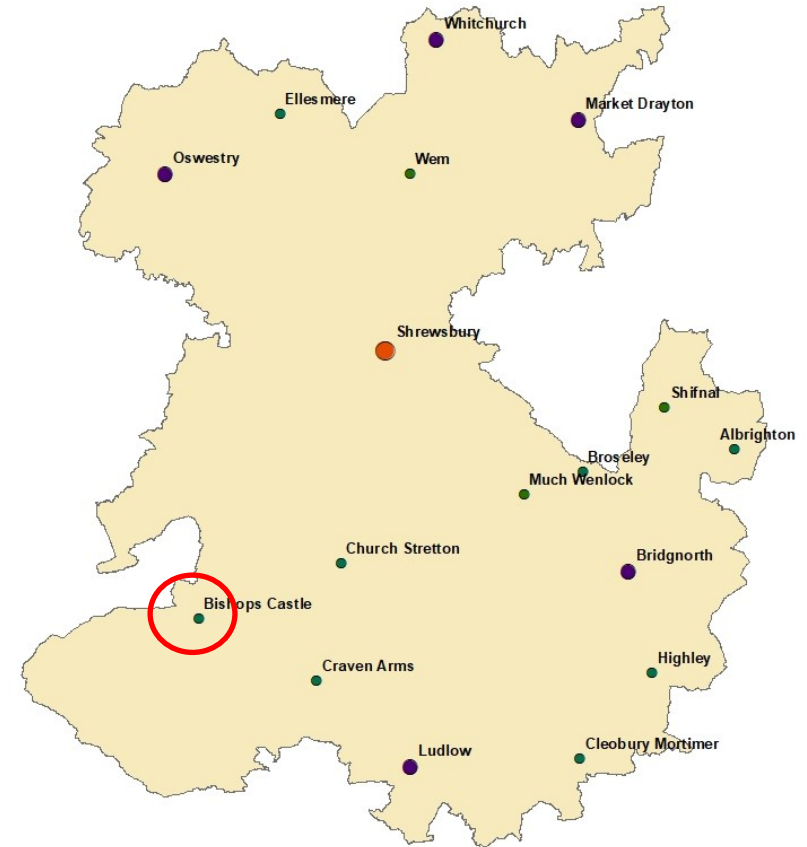 Whitchurch
Ellesmere
Market Drayton
Oswestry
Wem
Shrewsbury
Shifnal
Albrighton
Broseley
Much Wenlock
Church Stretton
Bridgnorth
Bishops Castle
Highley
Craven Arms
Cleobury Mortimer
Ludlow